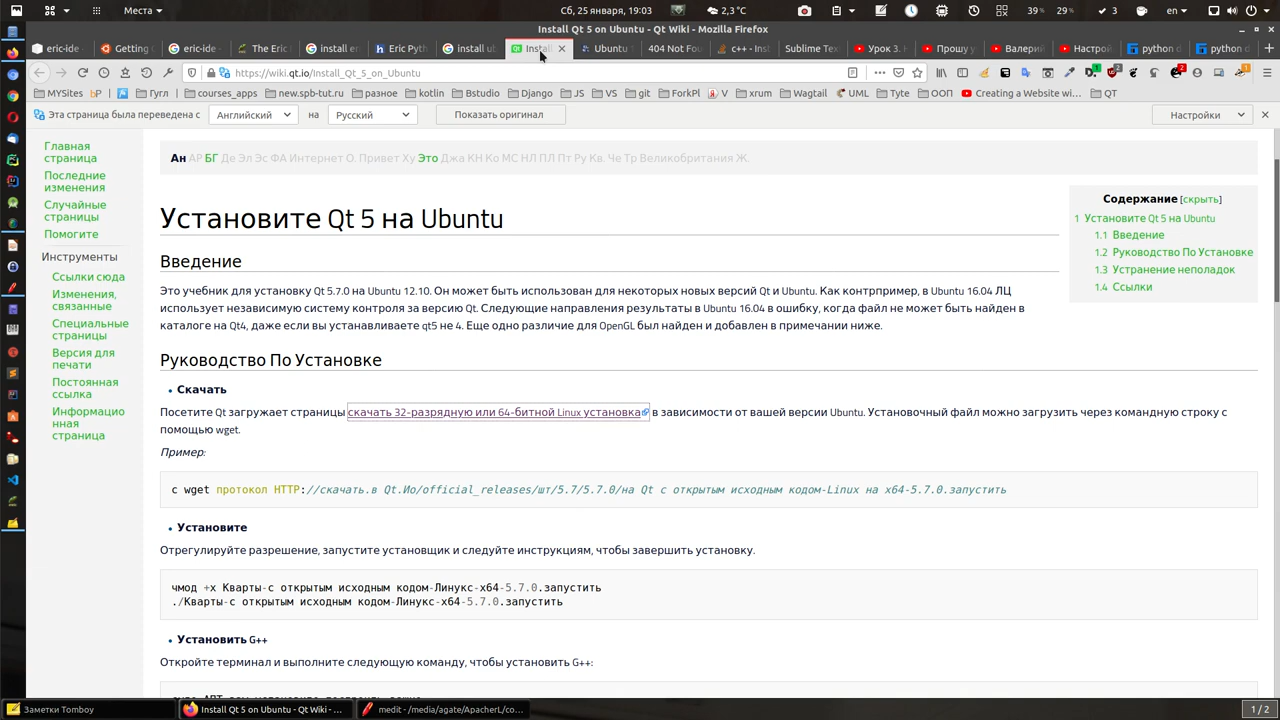 Места
Сб, 25 января, 19:03
2,3°C
3
en
39%
29%
Install Qt 5 on Ubuntu - Qt Wiki - Mozilla Firefox
eric-ide
Getting
eric-ide
The Eric
install er
Eric Pyth
install ub
Install
Ubuntu
404 Not Fou
c++ - Inst
Sublime Tex
Урок 3.
Прошу
Валерий
Настрой
python d
python d
https://wiki.qt.io/Install_Qt_5_on_Ubuntu
MYSites
bP
Гугл
courses_apps
new.spb-tut.ru
разное
kotlin
Bstudio
Django
JS
VS
git
ForkPl
V
xrum
Wagtail
UML
Tyte
ООП
Creating a Website wi...
QT
Эта страница была переведена с
Английский
на
Русский
Показать оригинал
Настройки
Главная
страница
Последние
изменения
Случайные
страницы
Помогите
Инструменты
Ссылки сюда
Изменения,
связанные
Специальные
страницы
Версия для
печати
Постоянная
ссылка
Информацио
нная
страница
Ан АР БГ Де Эл Эс ФА Интернет О. Привет Ху Это Джа КН Ко МС НЛ ПЛ Пт Ру Кв. Че Тр Великобритания Ж.
Установите Qt 5 на Ubuntu
Содержание [скрыть]
1 Установите Qt 5 на Ubuntu
1.1 Введение
1.2 Руководство По Установке
1.3 Устранение неполадок
1.4 Ссылки
Введение
Это учебник для установку Qt 5.7.0 на Ubuntu 12.10. Он может быть использован для некоторых новых версий Qt и Ubuntu. Как контрпример, в Ubuntu 16.04 ЛЦ
использует независимую систему контроля за версию Qt. Следующие направления результаты в Ubuntu 16.04 в ошибку, когда файл не может быть найден в
каталоге на Qt4, даже если вы устанавливаете qt5 не 4. Еще одно различие для OpenGL был найден и добавлен в примечании ниже.
Руководство По Установке
• Скачать
Посетите Qt загружает страницы скачать 32-разрядную или 64-битной Linux установка в зависимости от вашей версии Ubuntu. Установочный файл можно загрузить через командную строку с
помощью wget.
Пример:
с wget протокол HTTP://скачать.в Qt.Ио/official_releases/шт/5.7/5.7.0/на Qt с открытым исходным кодом-Linux на x64-5.7.0.запустить
• Установите
Отрегулируйте разрешение, запустите установщик и следуйте инструкциям, чтобы завершить установку.
чмод +x Кварты-с открытым исходным кодом-Линукс-x64-5.7.0.запустить
./Кварты-с открытым исходным кодом-Линукс-x64-5.7.0.запустить
• Установить G++
Откройте терминал и выполните следующую команду, чтобы установить G++:
Заметки Tomboy
Install Qt 5 on Ubuntu - Qt Wiki - ...
medit - /media/agate/ApacherL/co...
1 / 2